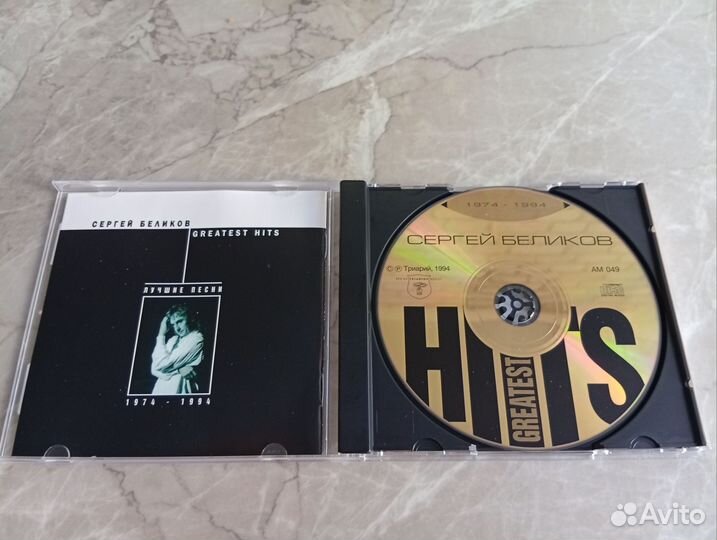 СЕРГЕЙ БЕЛИКОВ
GREATEST HITS
ЛУЧШИЕ ПЕСНИ
1974 - 1994
1974 - 1994
СЕРГЕЙ БЕЛИКОВ
© ℗ Триарий, 1994
AM 049
HITS
GREATEST
Avito